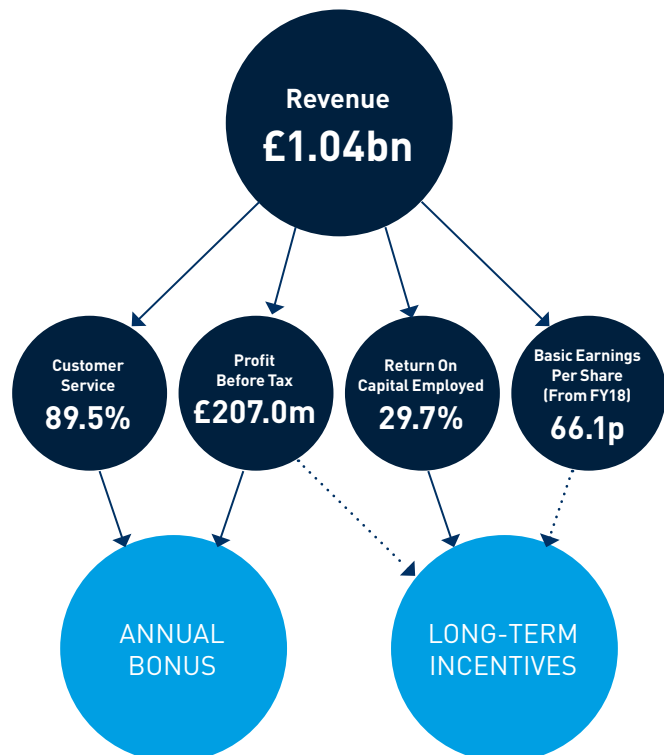 Revenue
£1.04bn
Customer
Service
89.5%
Profit
Before Tax
£207.0m
Return On
Capital Employed
29.7%
Basic Earnings
Per Share
(From FY18)
66.1p
ANNUAL
BONUS
LONG-TERM
INCENTIVES